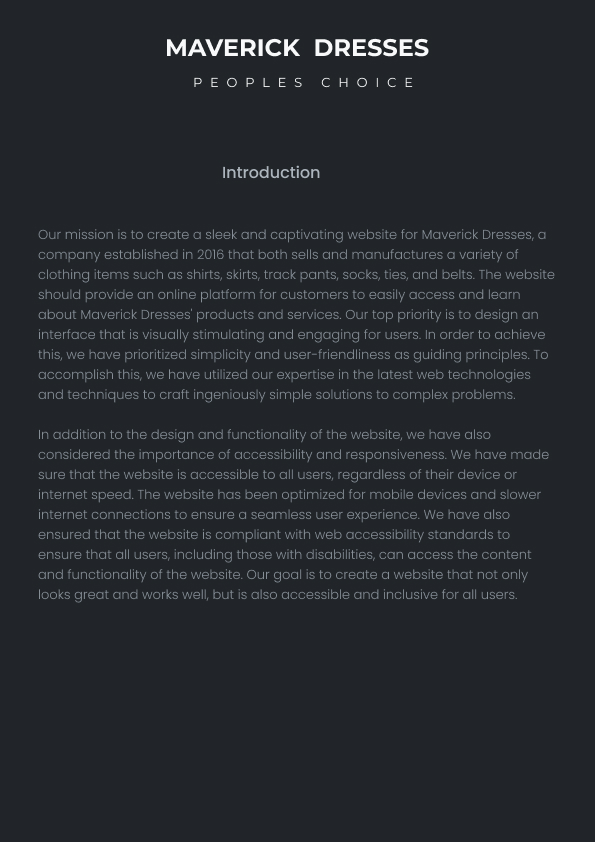 MAVERICK DRESSES
PEOPLES CHOICE
Introduction
Our mission is to create a sleek and captivating website for Maverick Dresses, a
company established in 2016 that both sells and manufactures a variety of
clothing items such as shirts, skirts, track pants, socks, ties, and belts. The website
should provide an online platform for customers to easily access and learn
about Maverick Dresses' products and services. Our top priority is to design an
interface that is visually stimulating and engaging for users. In order to achieve
this, we have prioritized simplicity and user-friendliness as guiding principles. To
accomplish this, we have utilized our expertise in the latest web technologies
and techniques to craft ingeniously simple solutions to complex problems.
In addition to the design and functionality of the website, we have also
considered the importance of accessibility and responsiveness. We have made
sure that the website is accessible to all users, regardless of their device or
internet speed. The website has been optimized for mobile devices and slower
internet connections to ensure a seamless user experience. We have also
ensured that the website is compliant with web accessibility standards to
ensure that all users, including those with disabilities, can access the content
and functionality of the website. Our goal is to create a website that not only
looks great and works well, but is also accessible and inclusive for all users.